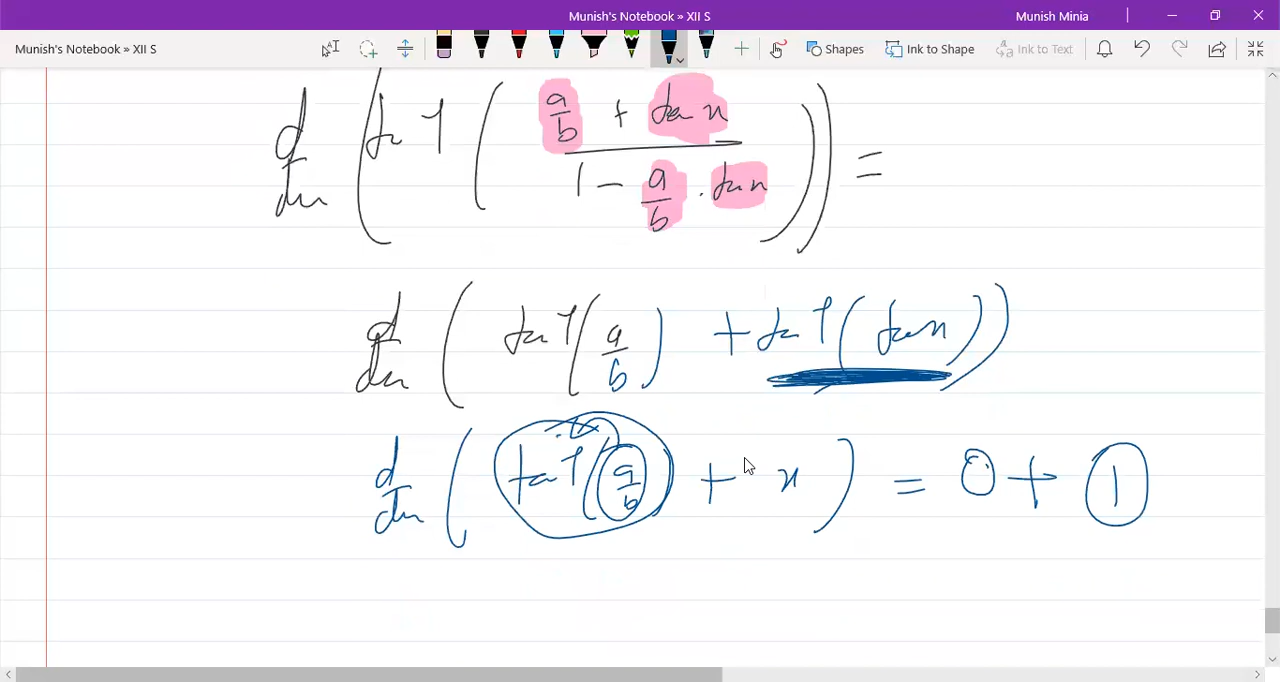 Munish's Notebook » XII S
Munish Minia
Munish's Notebook » XII S
Shapes
Ink to Shape
Ink to Text
d/dx (tan⁻¹ ( (a/b + tan x) / (1 - a/b . tan x) )) =
d/dx ( tan⁻¹(a/b) + tan⁻¹(tan x))
d/dx ( tan⁻¹(a/b) + x ) = 0 + 1